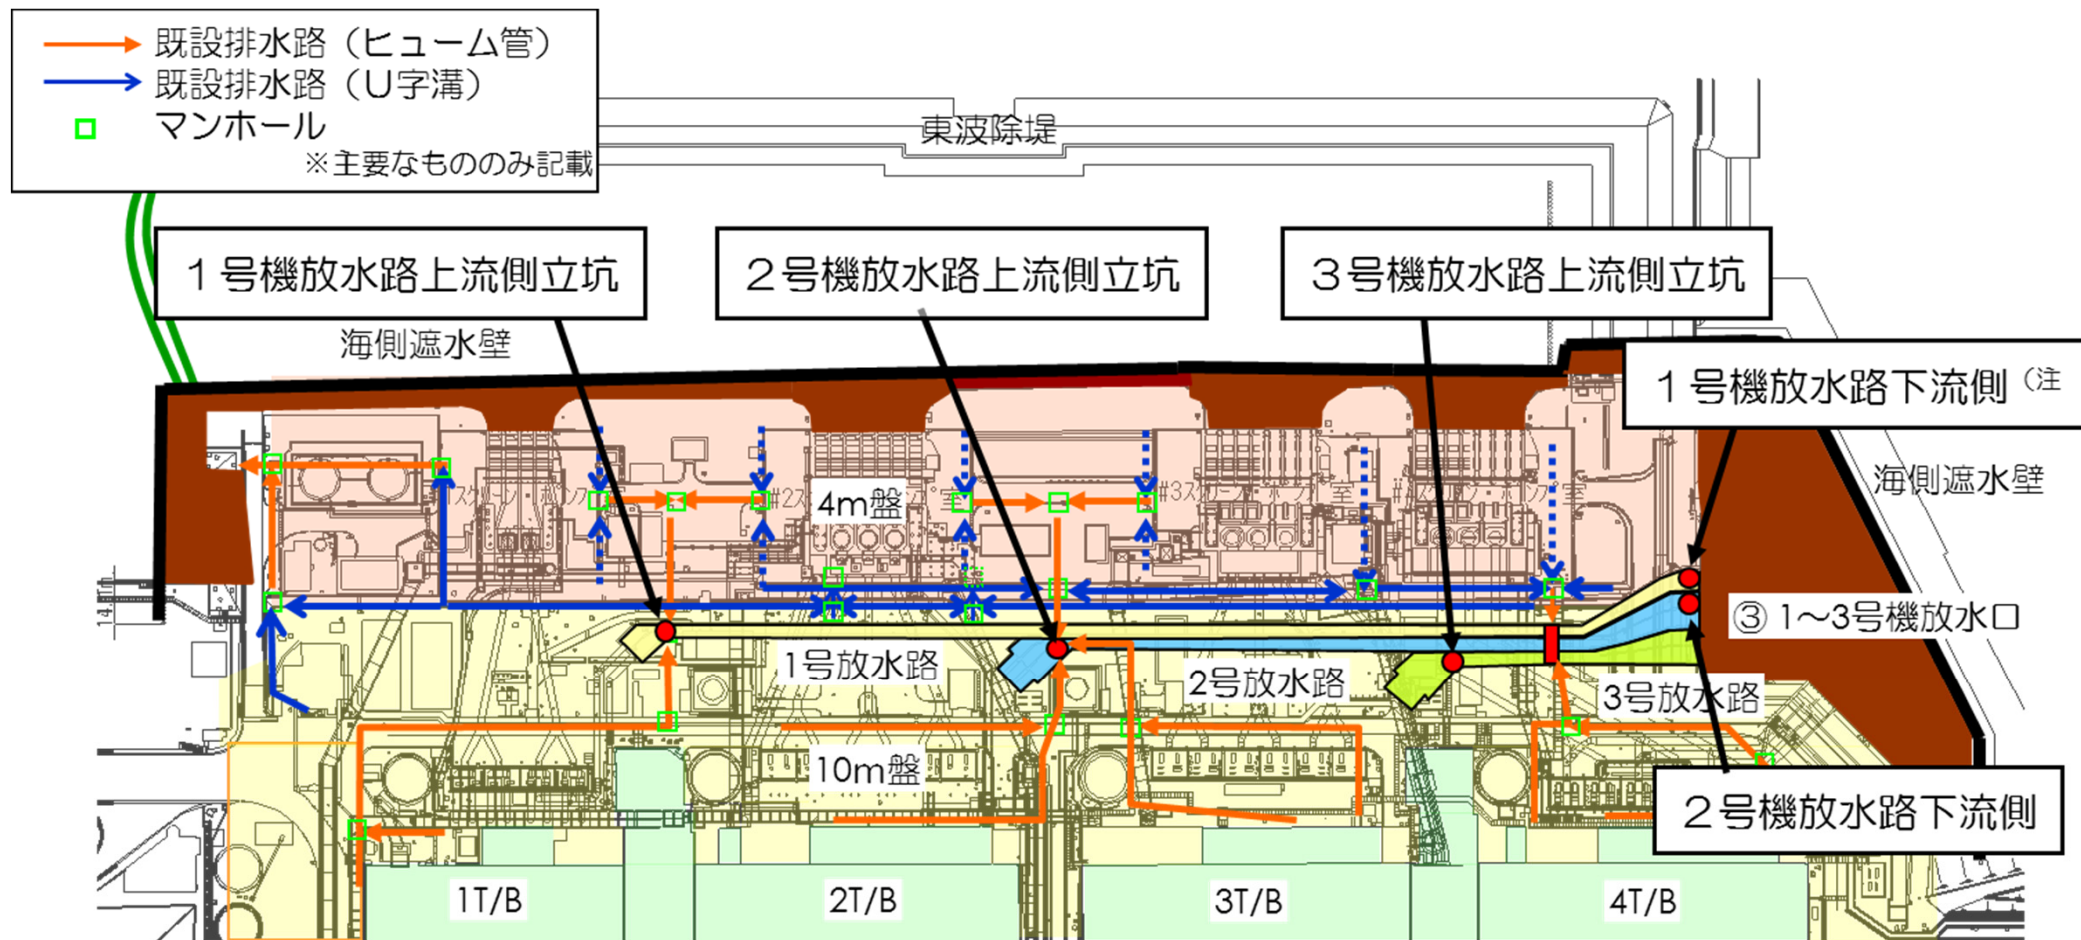 既設排水路（ヒューム管）
既設排水路（U字溝）
マンホール
※主要なもののみ記載
東波除堤
１号機放水路上流側立坑
２号機放水路上流側立坑
３号機放水路上流側立坑
海側遮水壁
１号機放水路下流側（注
海側遮水壁
4m盤
③ 1～3号機放水口
1号放水路
2号放水路
3号放水路
10m盤
２号機放水路下流側
1T/B
2T/B
3T/B
4T/B